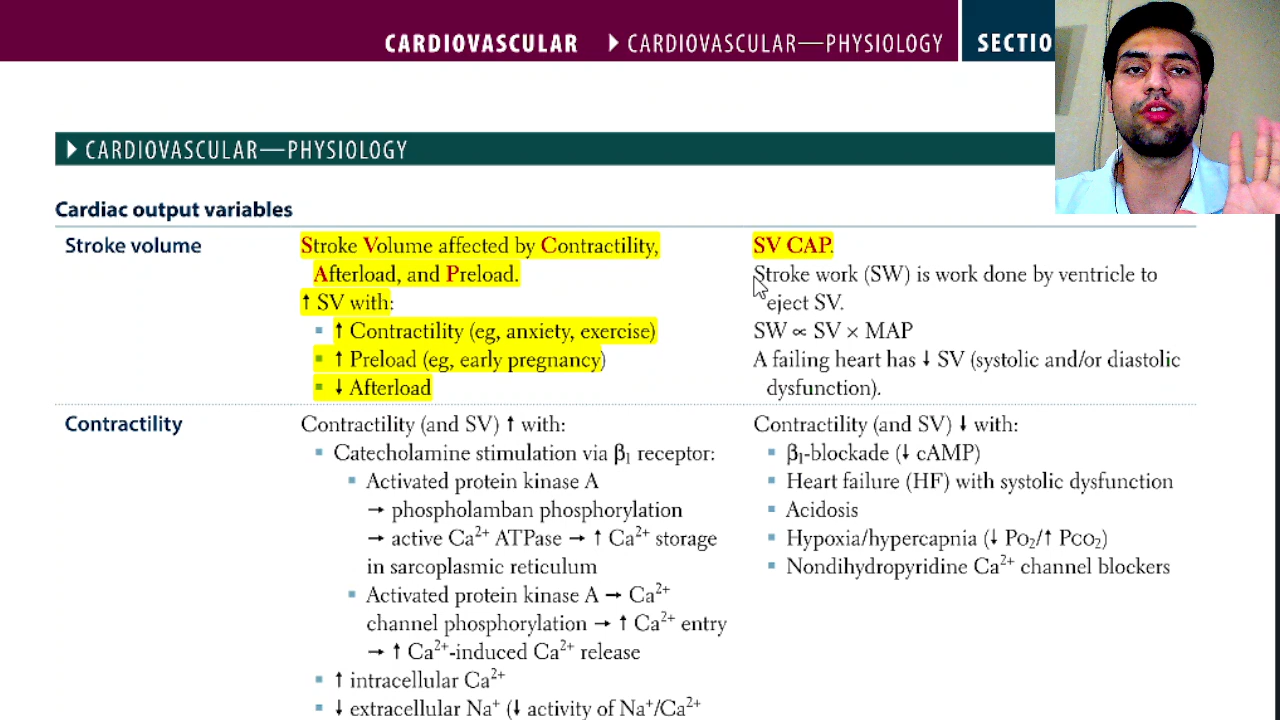 CARDIOVASCULAR ▶ CARDIOVASCULAR—PHYSIOLOGY SECTIO
▶ CARDIOVASCULAR—PHYSIOLOGY
Cardiac output variables
Stroke volume
Stroke Volume affected by Contractility,
Afterload, and Preload.
↑ SV with:
▪ ↑ Contractility (eg, anxiety, exercise)
▪ ↑ Preload (eg, early pregnancy)
▪ ↓ Afterload
SV CAP.
Stroke work (SW) is work done by ventricle to
eject SV.
SW ∝ SV × MAP
A failing heart has ↓ SV (systolic and/or diastolic
dysfunction).
Contractility
Contractility (and SV) ↑ with:
▪ Catecholamine stimulation via β₁ receptor:
▪ Activated protein kinase A
→ phospholamban phosphorylation
→ active Ca²⁺ ATPase → ↑ Ca²⁺ storage
in sarcoplasmic reticulum
▪ Activated protein kinase A → Ca²⁺
channel phosphorylation → ↑ Ca²⁺ entry
→ ↑ Ca²⁺-induced Ca²⁺ release
▪ ↑ intracellular Ca²⁺
▪ ↓ extracellular Na⁺ (↓ activity of Na⁺/Ca²⁺
Contractility (and SV) ↓ with:
▪ β₁-blockade (↓ cAMP)
▪ Heart failure (HF) with systolic dysfunction
▪ Acidosis
▪ Hypoxia/hypercapnia (↓ PO₂/↑ PCO₂)
▪ Nondihydropyridine Ca²⁺ channel blockers